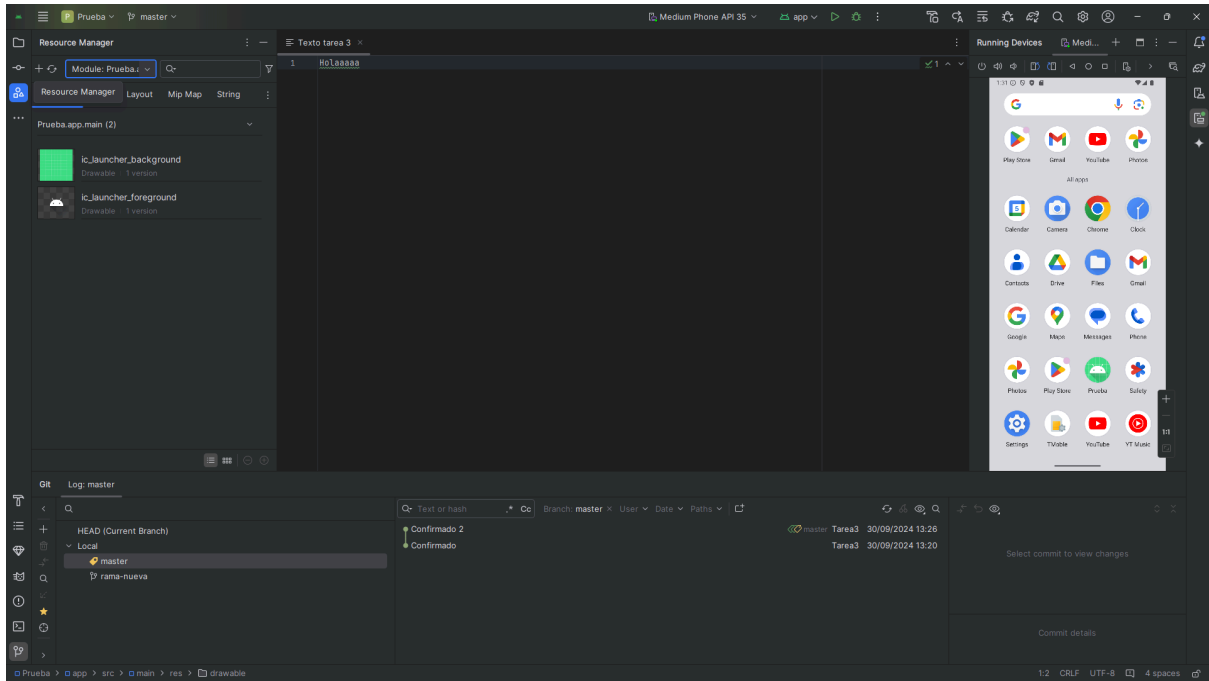 P Prueba master Medium Phone API 35 app
Resource Manager
Module: Prueba.
Resource Manager Layout Mip Map String
Prueba.app.main (2)
ic_launcher_background
Drawable 1 version
ic_launcher_foreground
Drawable 1 version
Texto tarea 3
1 Holaaaaa
1
Running Devices Medi...
1:31
Play Store Gmail YouTube Photos
All apps
Calendar Camera Chrome Clock
Contacts Drive Files Gmail
Google Maps Messages Phone
Photos Play Store Prueba Safety
Settings TMoble YouTube YT Music
1:1
Git Log: master
HEAD (Current Branch)
Local
master
rama-nueva
Text or hash .* Cc Branch: master User Date Paths
Confirmado 2 master Tarea3 30/09/2024 13:26
Confirmado Tarea3 30/09/2024 13:20
Select commit to view changes
Commit details
Prueba > app > src > main > res > drawable
1:2 CRLF UTF-8 4 spaces